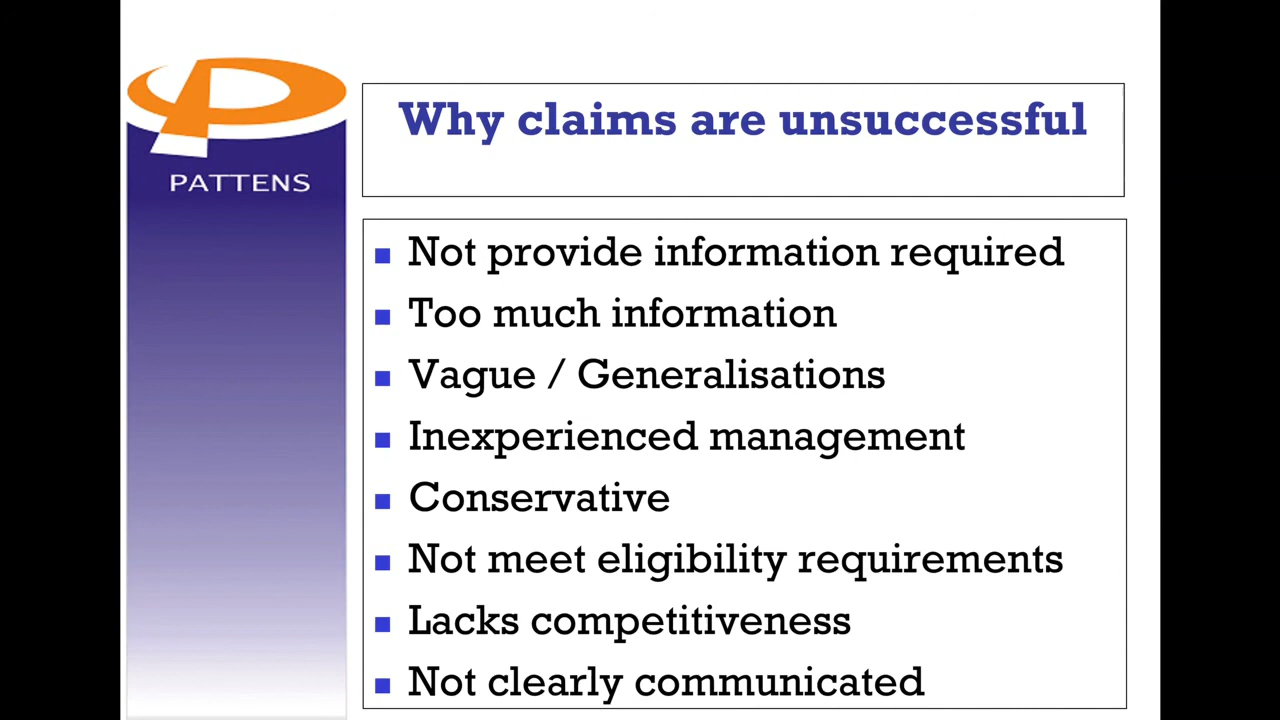 PATTENS
Why claims are unsuccessful
Not provide information required
Too much information
Vague / Generalisations
Inexperienced management
Conservative
Not meet eligibility requirements
Lacks competitiveness
Not clearly communicated